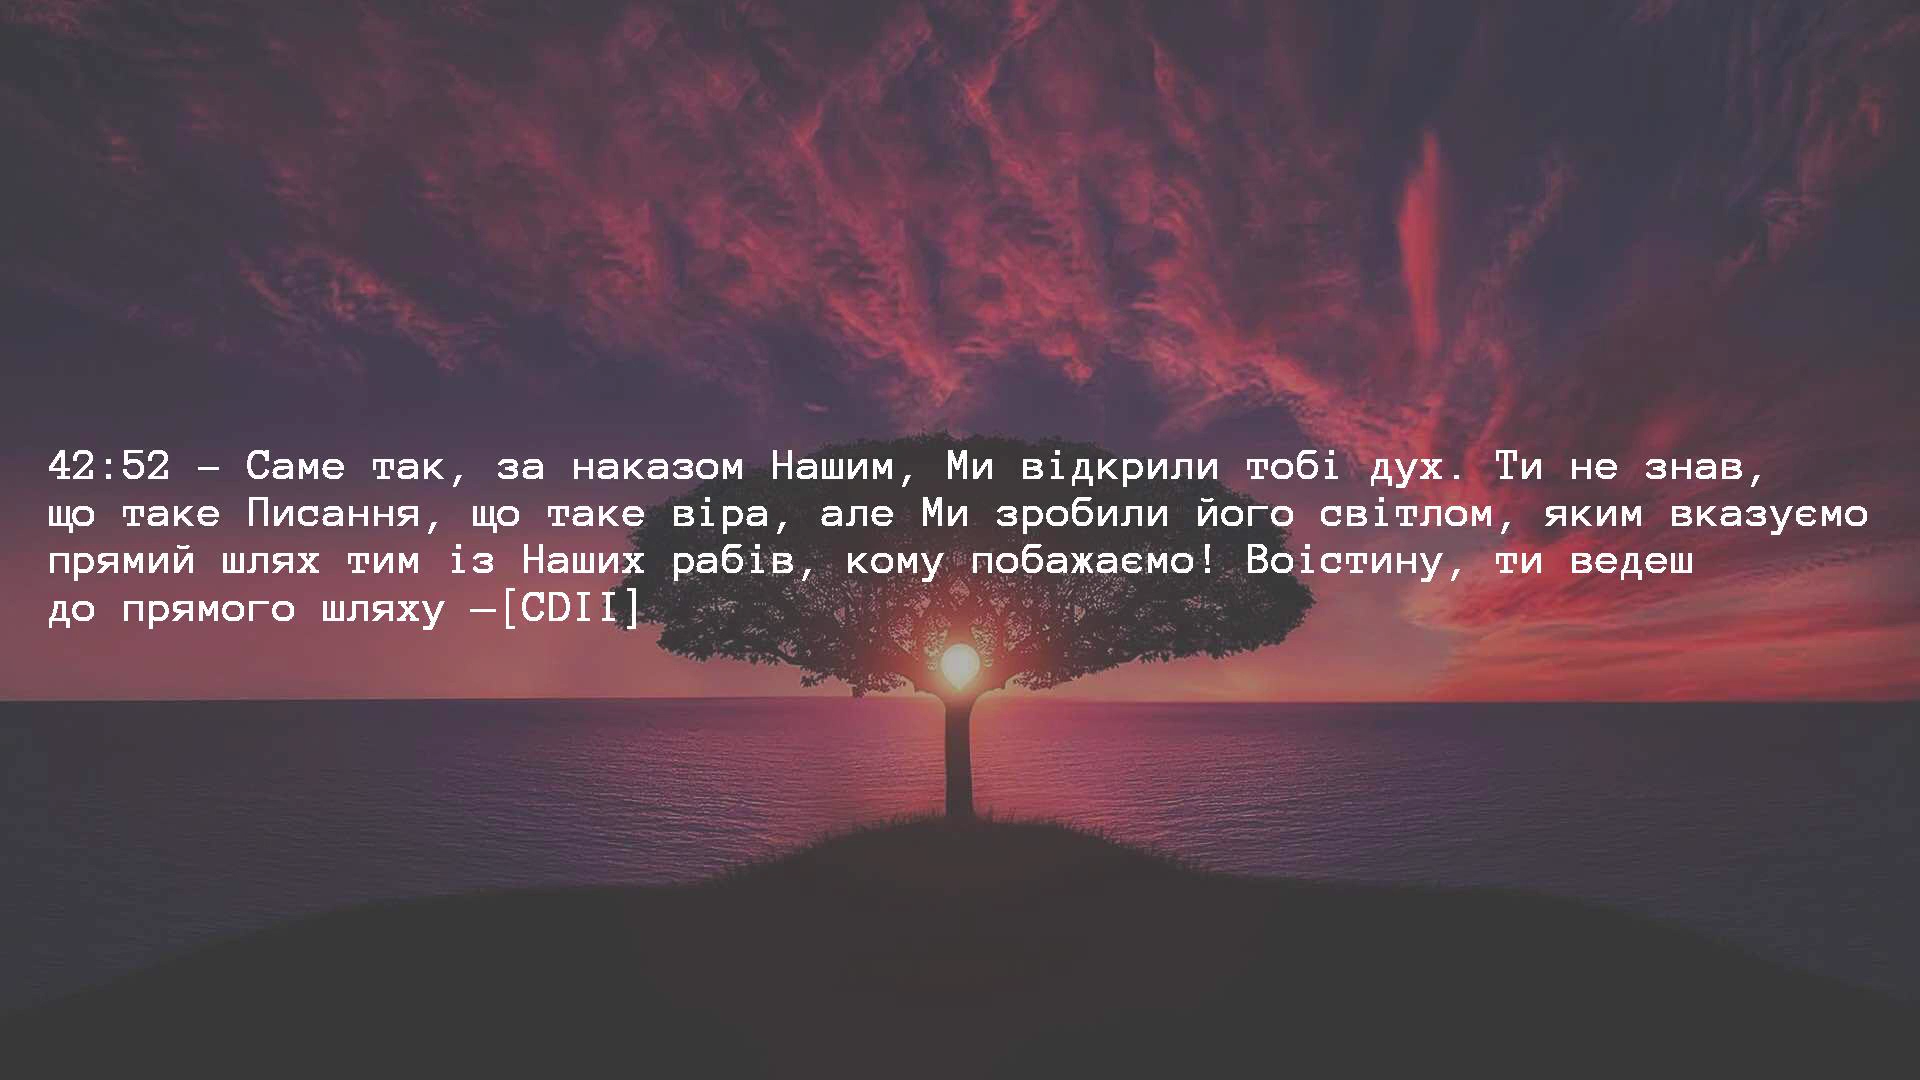 42:52 – Саме так, за наказом Нашим, Ми відкрили тобі дух. Ти не знав,
що таке Писання, що таке віра, але Ми зробили його світлом, яким вказуємо
прямий шлях тим із Наших рабів, кому побажаємо! Воістину, ти ведеш
до прямого шляху —[CDII]